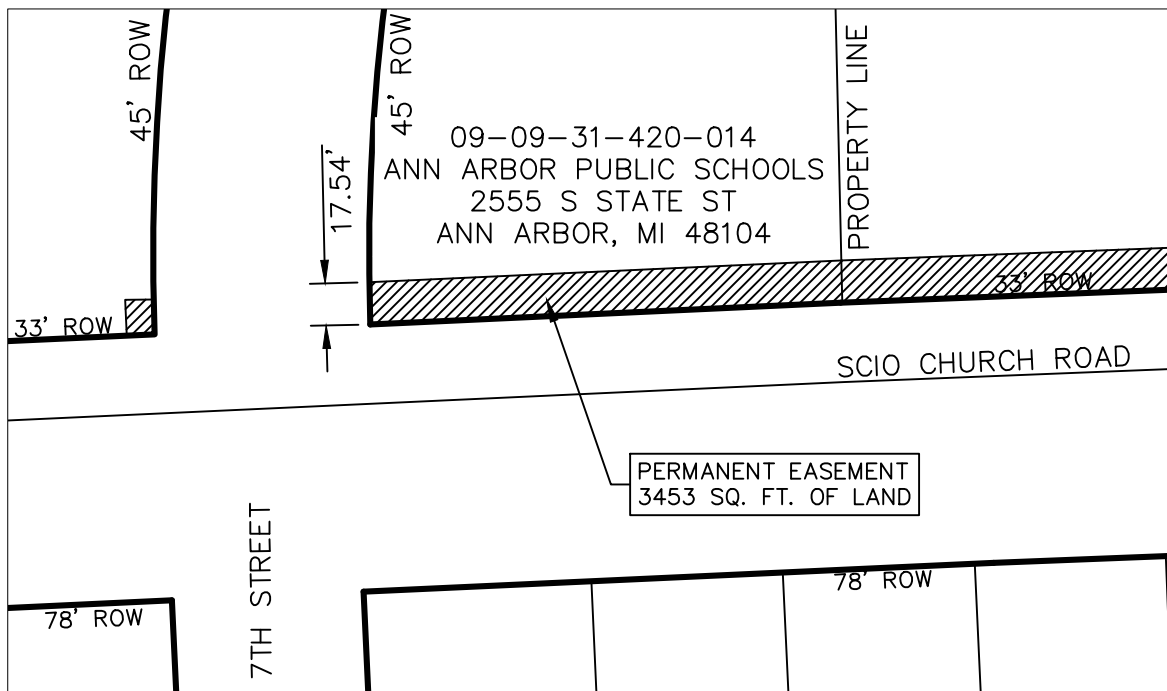 45' ROW
45' ROW
PROPERTY LINE
09-09-31-420-014
ANN ARBOR PUBLIC SCHOOLS
2555 S STATE ST
ANN ARBOR, MI 48104
17.54'
33' ROW
33' ROW
SCIO CHURCH ROAD
PERMANENT EASEMENT
3453 SQ. FT. OF LAND
7TH STREET
78' ROW
78' ROW